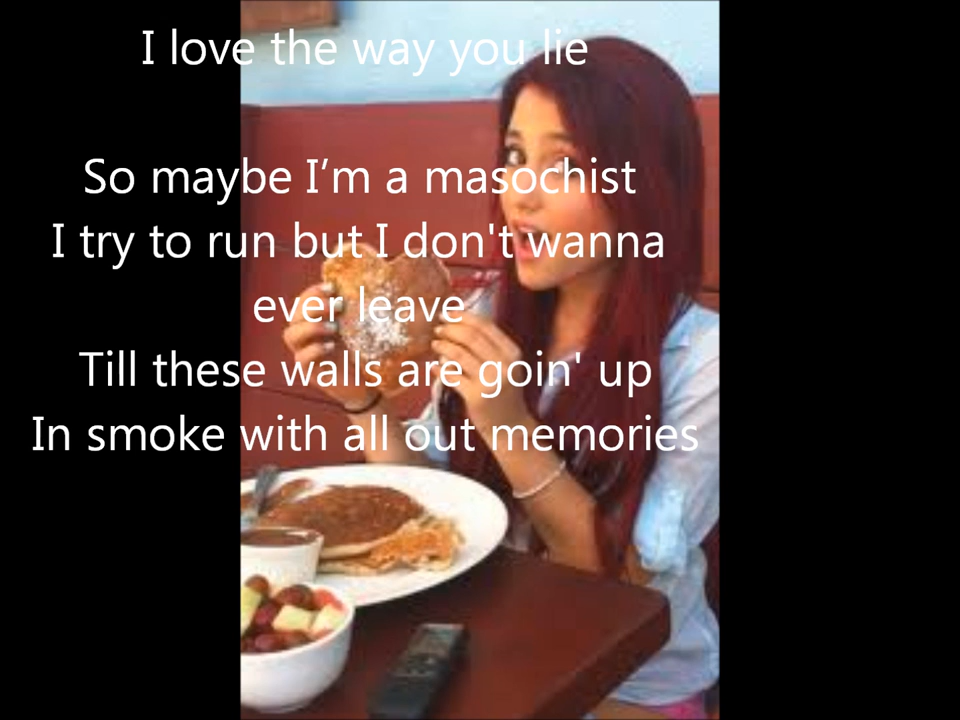 I love the way you lie
So maybe I’m a masochist
I try to run but I don't wanna
ever leave
Till these walls are goin' up
In smoke with all out memories